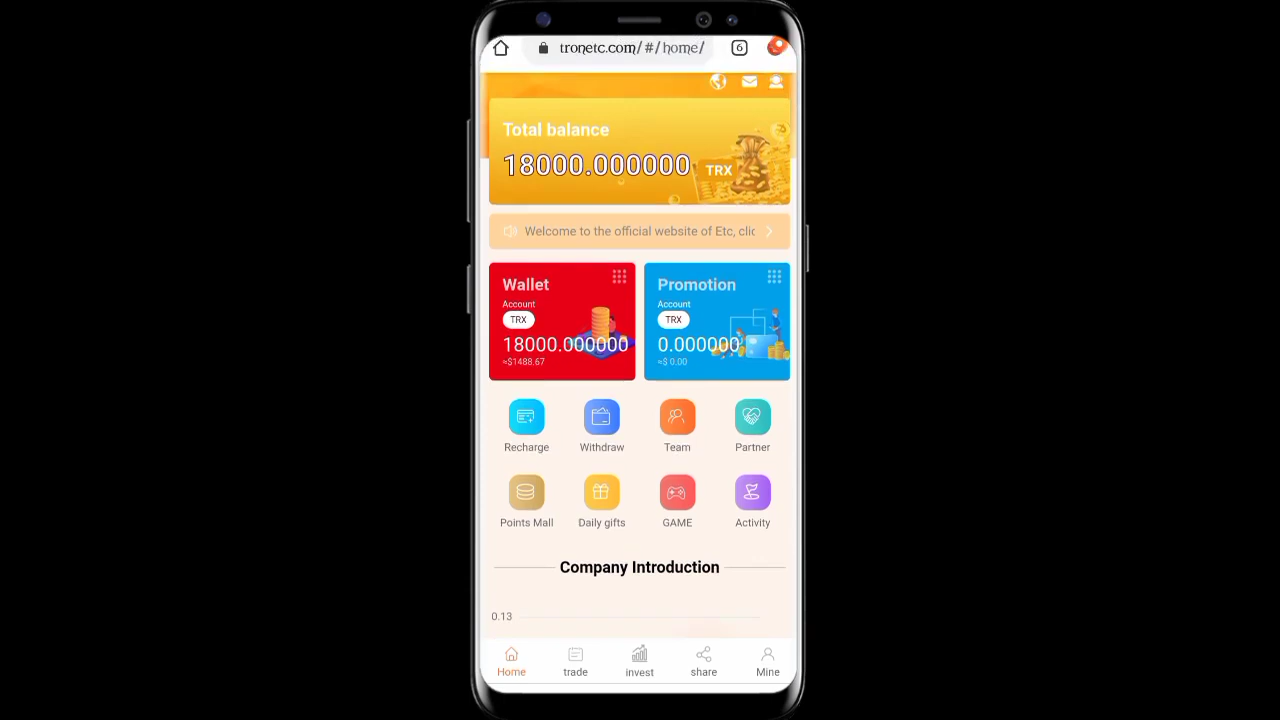 tronetc.com/#/home/
6
Total balance
18000.000000 TRX
Welcome to the official website of Etc, clic
Wallet
Account
TRX
18000.000000
≈$1488.67
Promotion
Account
TRX
0.000000
≈$ 0.00
Recharge
Withdraw
Team
Partner
Points Mall
Daily gifts
GAME
Activity
Company Introduction
0.13
Home
trade
invest
share
Mine